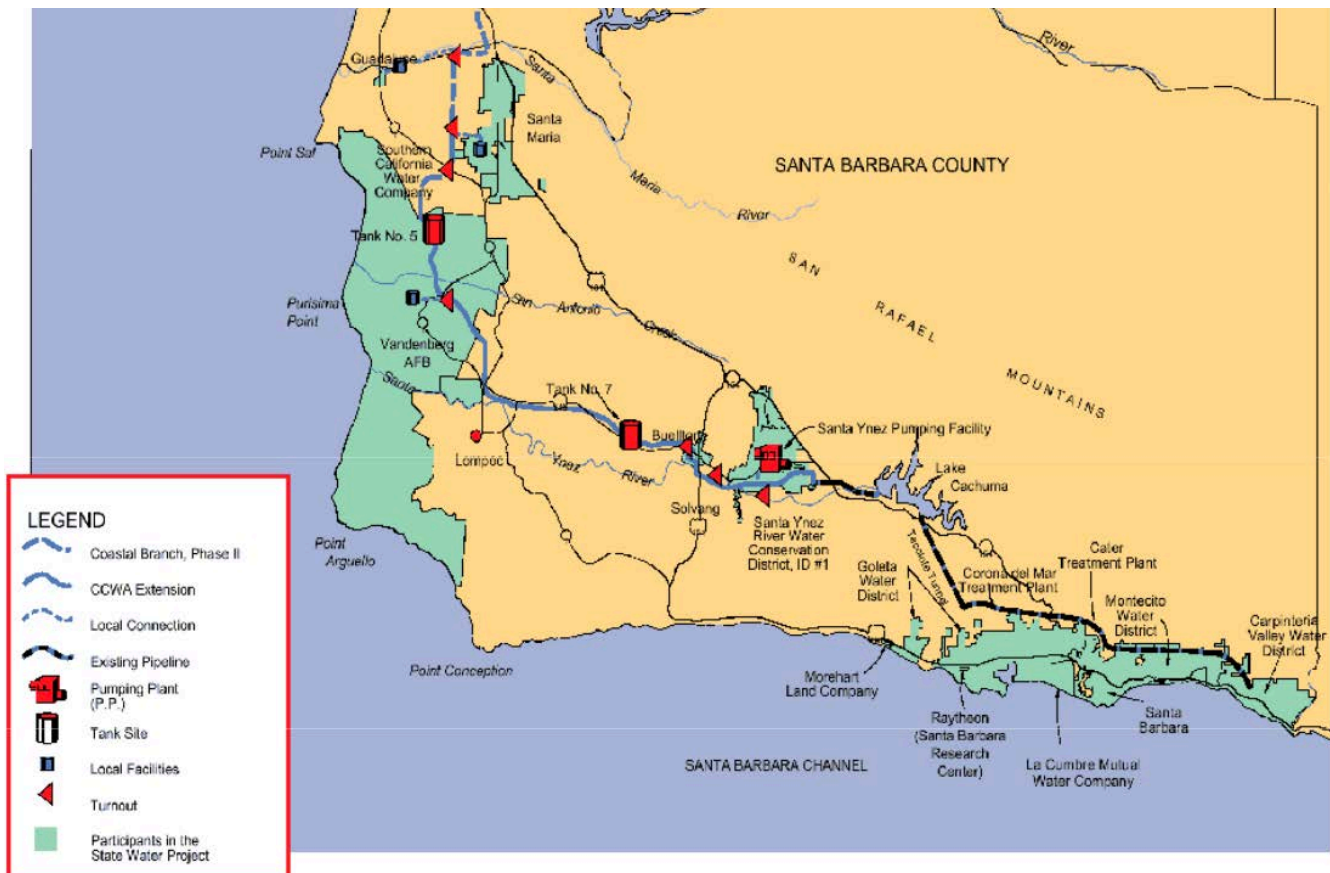 Guadalupe
Santa
River
Santa
Maria
Point Sal
Southern
California
Water
Company
SANTA BARBARA COUNTY
Maria
River
Tank No. 5
SAN
RAFAEL
MOUNTAINS
Purisima
Point
San
Antonio
Creek
Vandenberg
AFB
Santa
Tank No. 7
Buellton
Santa Ynez Pumping Facility
Lompoc
Ynez
River
Lake
Cachuma
Solvang
Santa Ynez
River Water
Conservation
District, ID #1
Tecolote Tunnel
Cater
Treatment Plant
Corona del Mar
Treatment Plant
Goleta
Water
District
Montecito
Water
District
Carpinteria
Valley Water
District
Point
Arguello
Point Conception
Morehart
Land Company
Raytheon
(Santa Barbara
Research
Center)
Santa
Barbara
La Cumbre Mutual
Water Company
SANTA BARBARA CHANNEL
LEGEND
Coastal Branch, Phase II
CCWA Extension
Local Connection
Existing Pipeline
Pumping Plant
(P.P.)
Tank Site
Local Facilities
Turnout
Participants in the
State Water Project